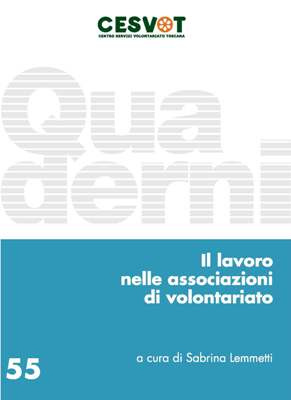 CESVOT
CENTRO SERVIZI VOLONTARIATO TOSCANA
Qua
derni
Il lavoro
nelle associazioni
di volontariato
a cura di Sabrina Lemmetti
55